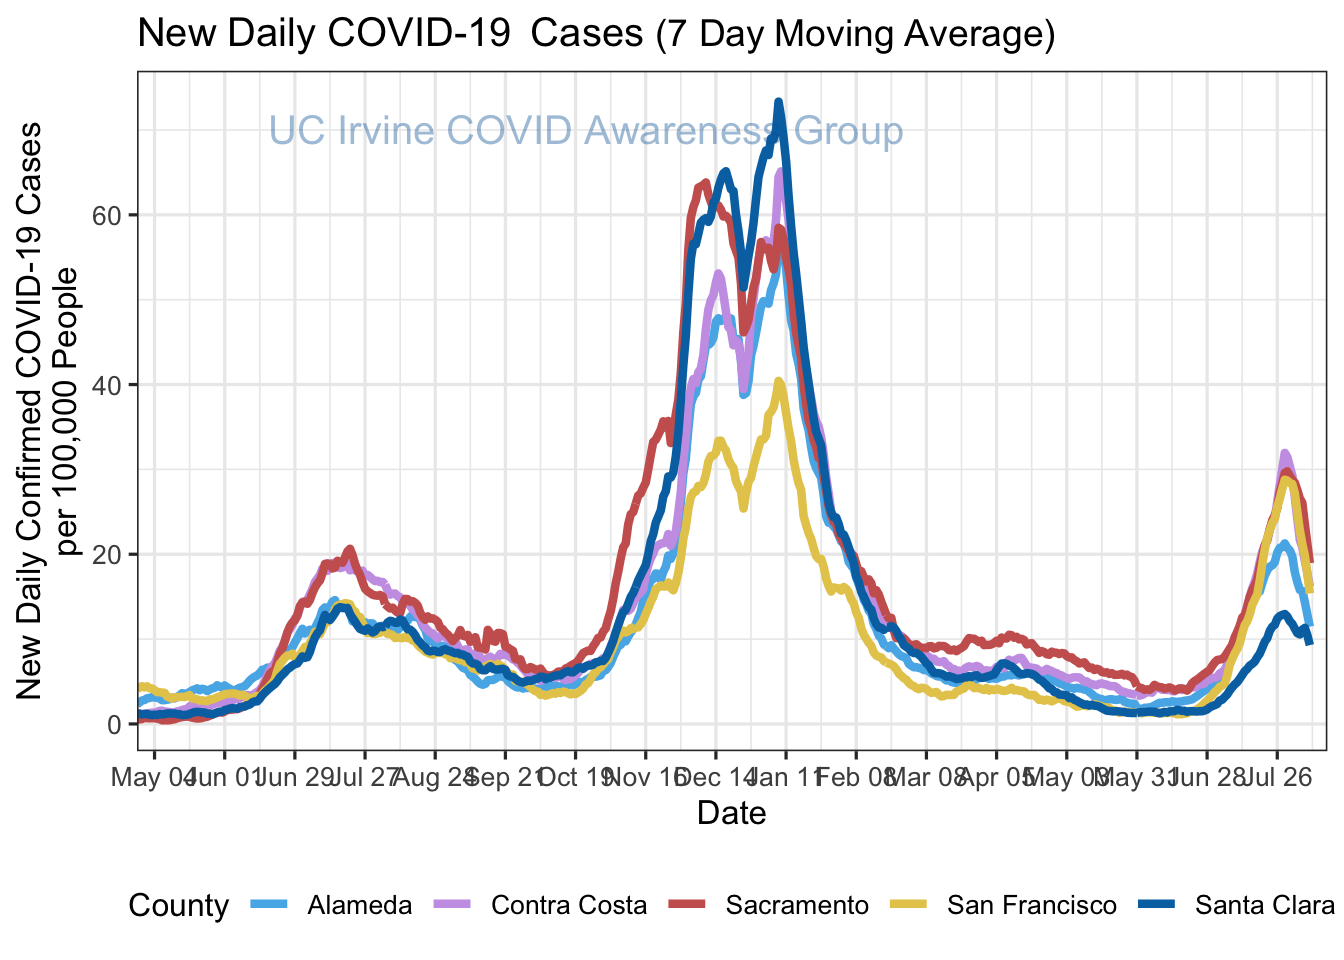 New Daily COVID-19 Cases (7 Day Moving Average)
UC Irvine COVID Awareness Group
New Daily Confirmed COVID-19 Cases
per 100,000 People
60
40
20
0
May 04 Jun 01 Jun 29 Jul 27 Aug 24 Sep 21 Oct 19 Nov 16 Dec 14 Jan 11 Feb 08 Mar 08 Apr 05 May 03 May 31 Jun 28 Jul 26
Date
County Alameda Contra Costa Sacramento San Francisco Santa Clara